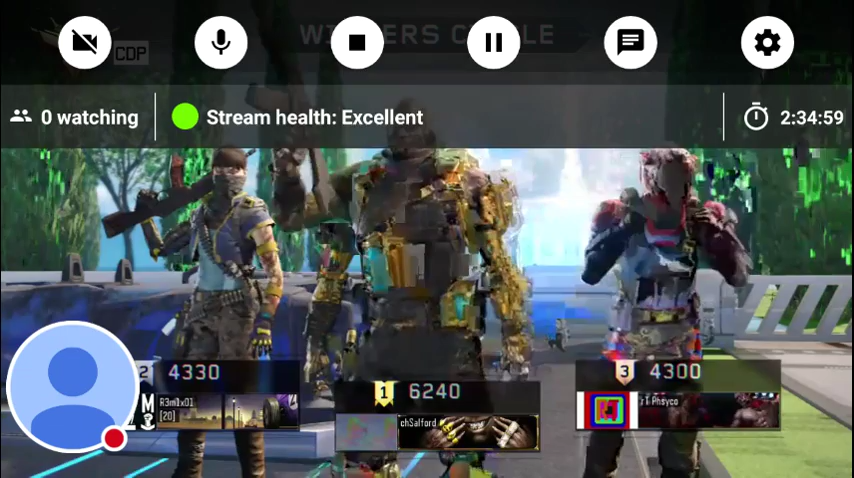 CDP
WINNERS CIRCLE
0 watching
Stream health: Excellent
2:34:59
2
4330
R3m1x01
[20]
M
1
6240
chSalford
3
4300